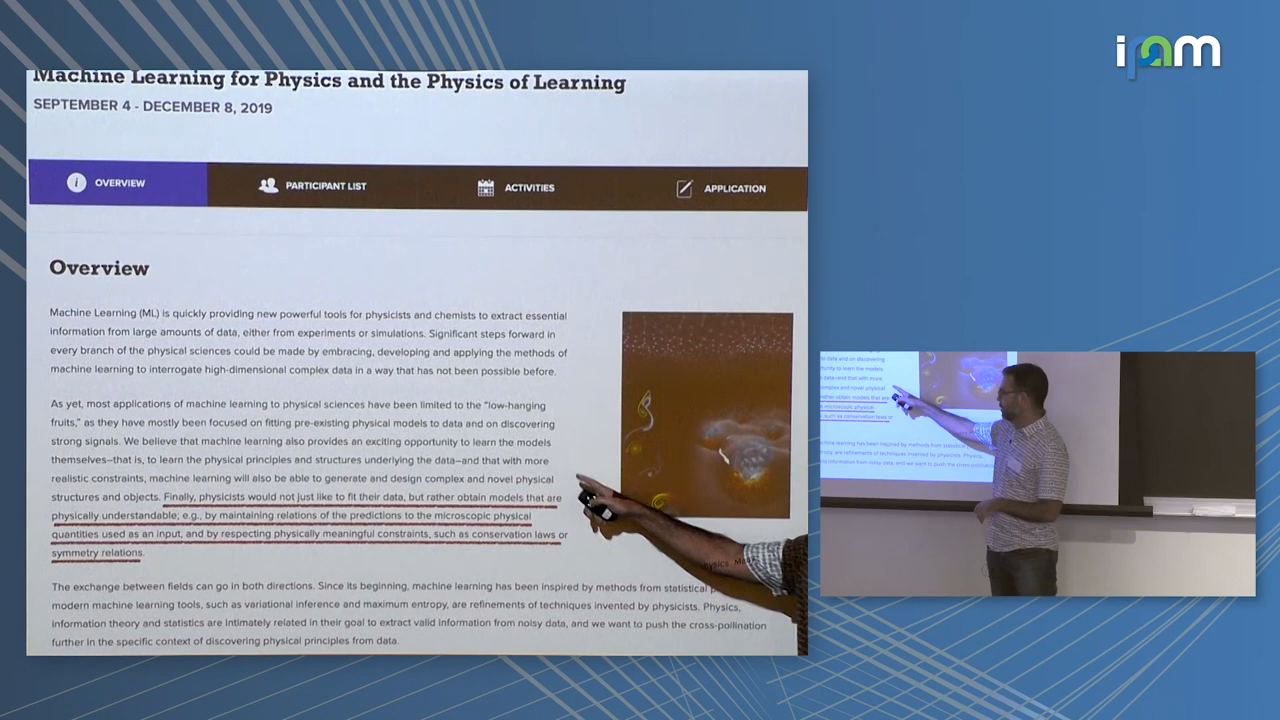 ipam
Machine Learning for Physics and the Physics of Learning
SEPTEMBER 4 - DECEMBER 8, 2019
OVERVIEW
PARTICIPANT LIST
ACTIVITIES
APPLICATION
Overview
Machine Learning (ML) is quickly providing new powerful tools for physicists and chemists to extract essential
information from large amounts of data, either from experiments or simulations. Significant steps forward in
every branch of the physical sciences could be made by embracing, developing and applying the methods of
machine learning to interrogate high-dimensional complex data in a way that has not been possible before.
As yet, most applications of machine learning to physical sciences have been limited to the "low-hanging
fruits," as they have mostly been focused on fitting pre-existing physical models to data and on discovering
strong signals. We believe that machine learning also provides an exciting opportunity to learn the models
themselves–that is, to learn the physical principles and structures underlying the data–and that with more
realistic constraints, machine learning will also be able to generate and design complex and novel physical
structures and objects. Finally, physicists would not just like to fit their data, but rather obtain models that are
physically understandable; e.g., by maintaining relations of the predictions to the microscopic physical
quantities used as an input, and by respecting physically meaningful constraints, such as conservation laws or
symmetry relations.
The exchange between fields can go in both directions. Since its beginning, machine learning has been inspired by methods from statistical
modern machine learning tools, such as variational inference and maximum entropy, are refinements of techniques invented by physicists. Physics,
information theory and statistics are intimately related in their goal to extract valid information from noisy data, and we want to push the cross-pollination
further in the specific context of discovering physical principles from data.